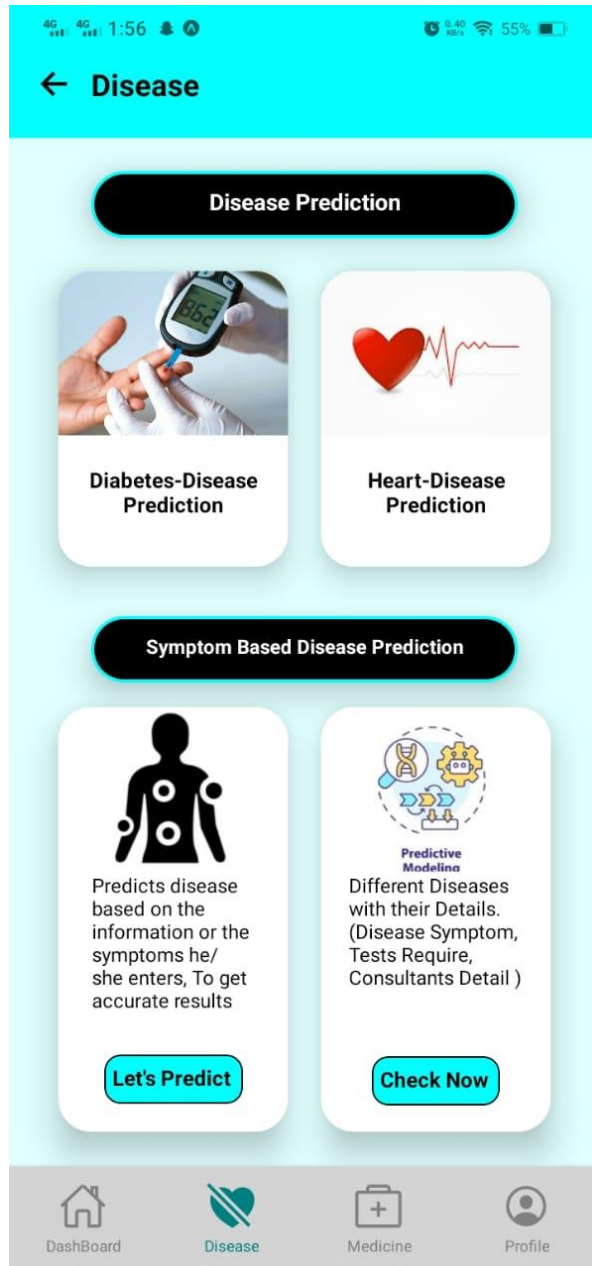 4G 4G 1:56 0.40 KB/s 55%
Disease
Disease Prediction
862
Diabetes-Disease
Prediction
Heart-Disease
Prediction
Symptom Based Disease Prediction
Predictive
Modeling
Predicts disease
based on the
information or the
symptoms he/
she enters, To get
accurate results
Different Diseases
with their Details.
(Disease Symptom,
Tests Require,
Consultants Detail )
Let's Predict
Check Now
DashBoard
Disease
Medicine
Profile